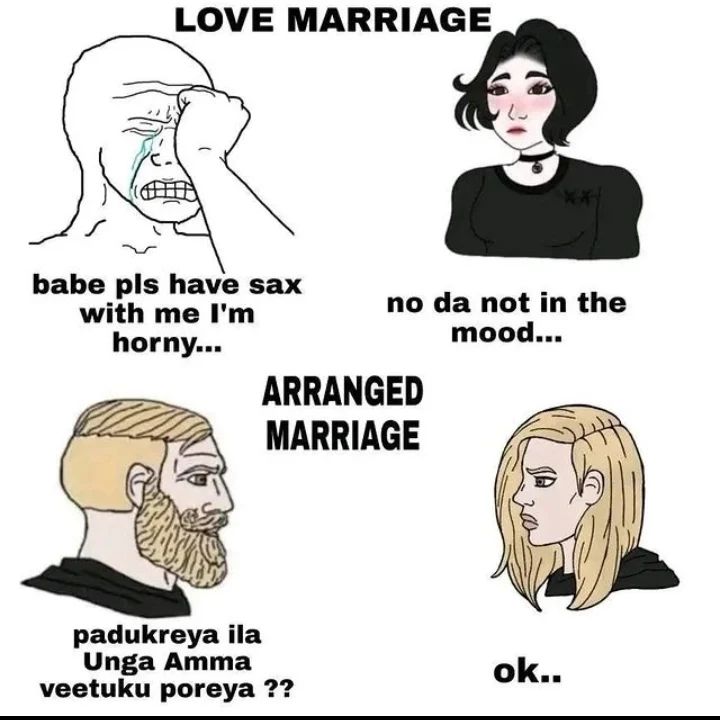 LOVE MARRIAGE
babe pls have sax
with me I'm
horny...
no da not in the
mood...
ARRANGED
MARRIAGE
padukreya ila
Unga Amma
veetuku poreya ??
ok..